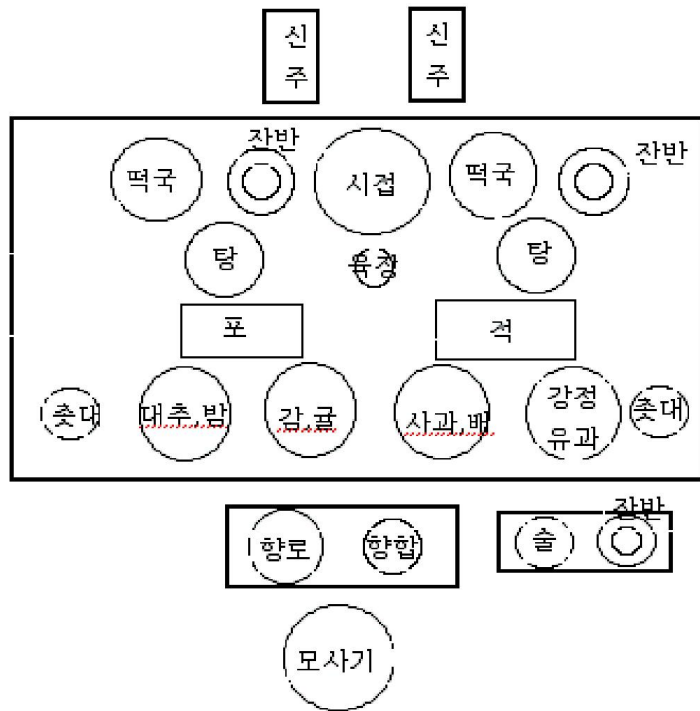 신
주
신
주
잔반
떡국
시접
떡국
잔반
탕
육장
탕
포
적
촛대
대추,밤
감,귤
사과,배
강정
유과
촛대
향로
향합
술
잔반
모사기